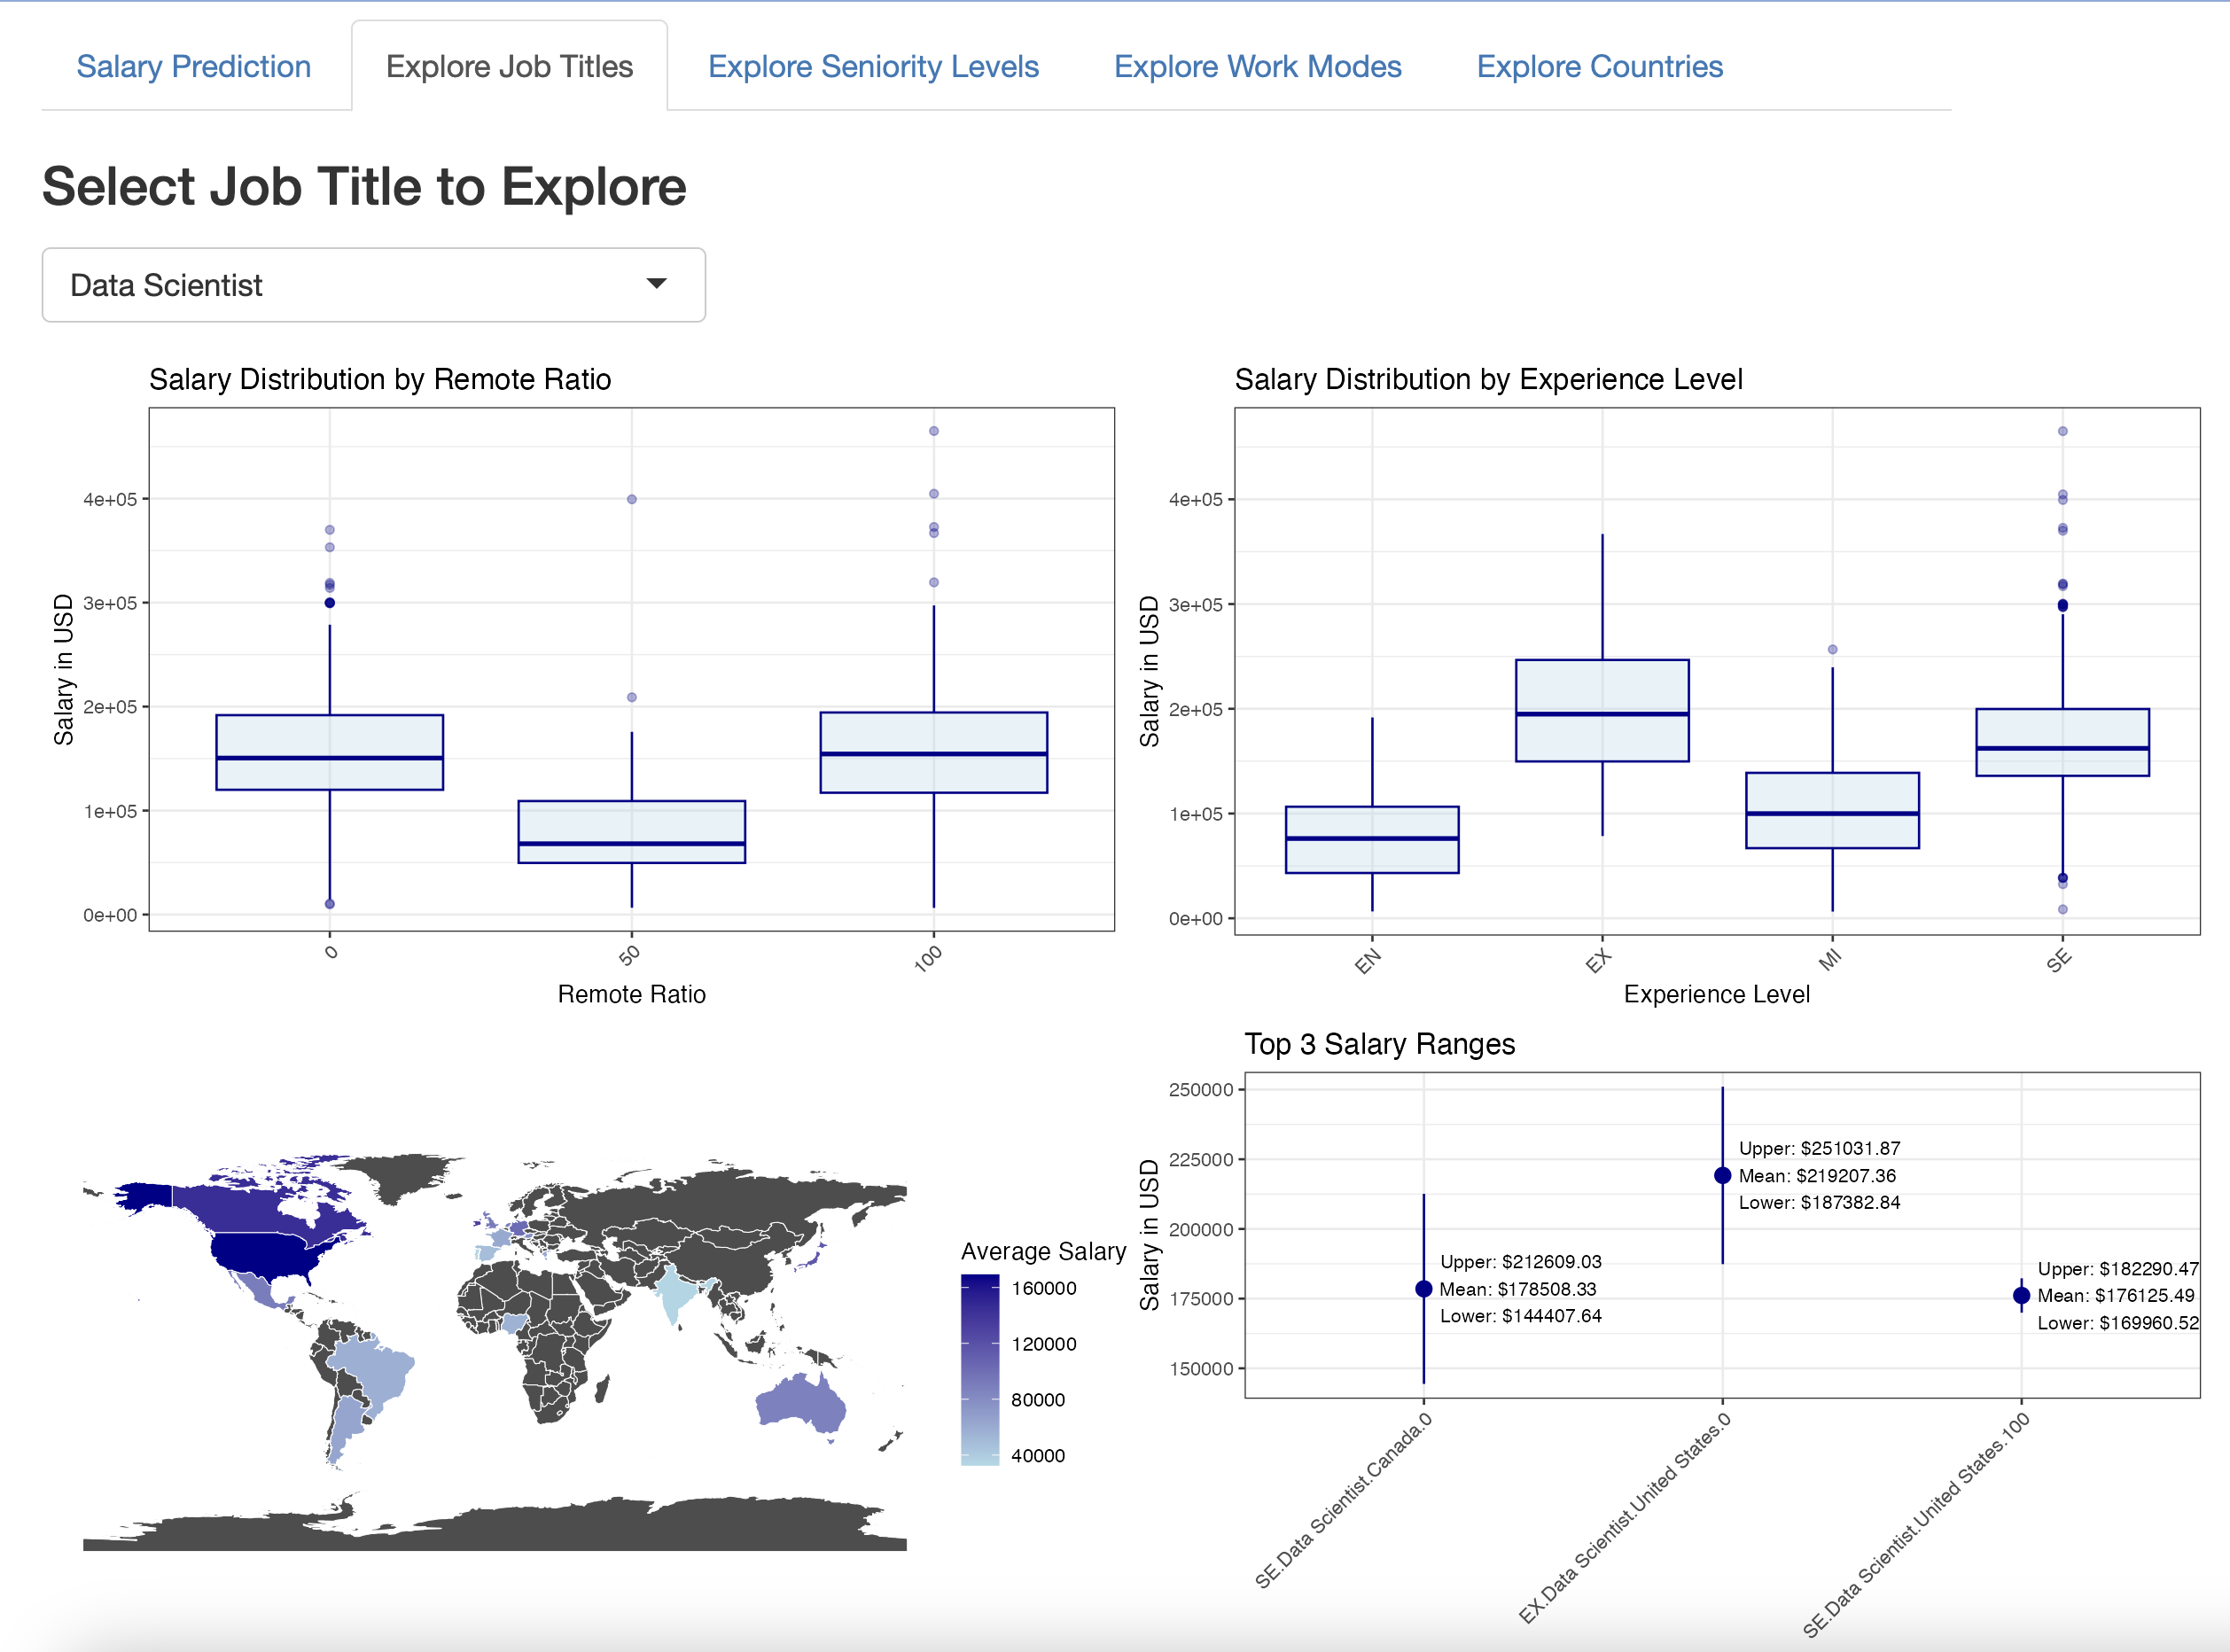 Salary Prediction
Explore Job Titles
Explore Seniority Levels
Explore Work Modes
Explore Countries
Select Job Title to Explore
Data Scientist
Salary Distribution by Remote Ratio
Salary in USD
4e+05
3e+05
2e+05
1e+05
0e+00
0
50
100
Remote Ratio
Salary Distribution by Experience Level
Salary in USD
4e+05
3e+05
2e+05
1e+05
0e+00
EN
EX
MI
SE
Experience Level
Average Salary
160000
120000
80000
40000
Top 3 Salary Ranges
Salary in USD
250000
225000
200000
175000
150000
Upper: $212609.03
Mean: $178508.33
Lower: $144407.64
Upper: $251031.87
Mean: $219207.36
Lower: $187382.84
Upper: $182290.47
Mean: $176125.49
Lower: $169960.52
SE.Data Scientist.Canada.0
EX.Data Scientist.United States.0
SE.Data Scientist.United States.100